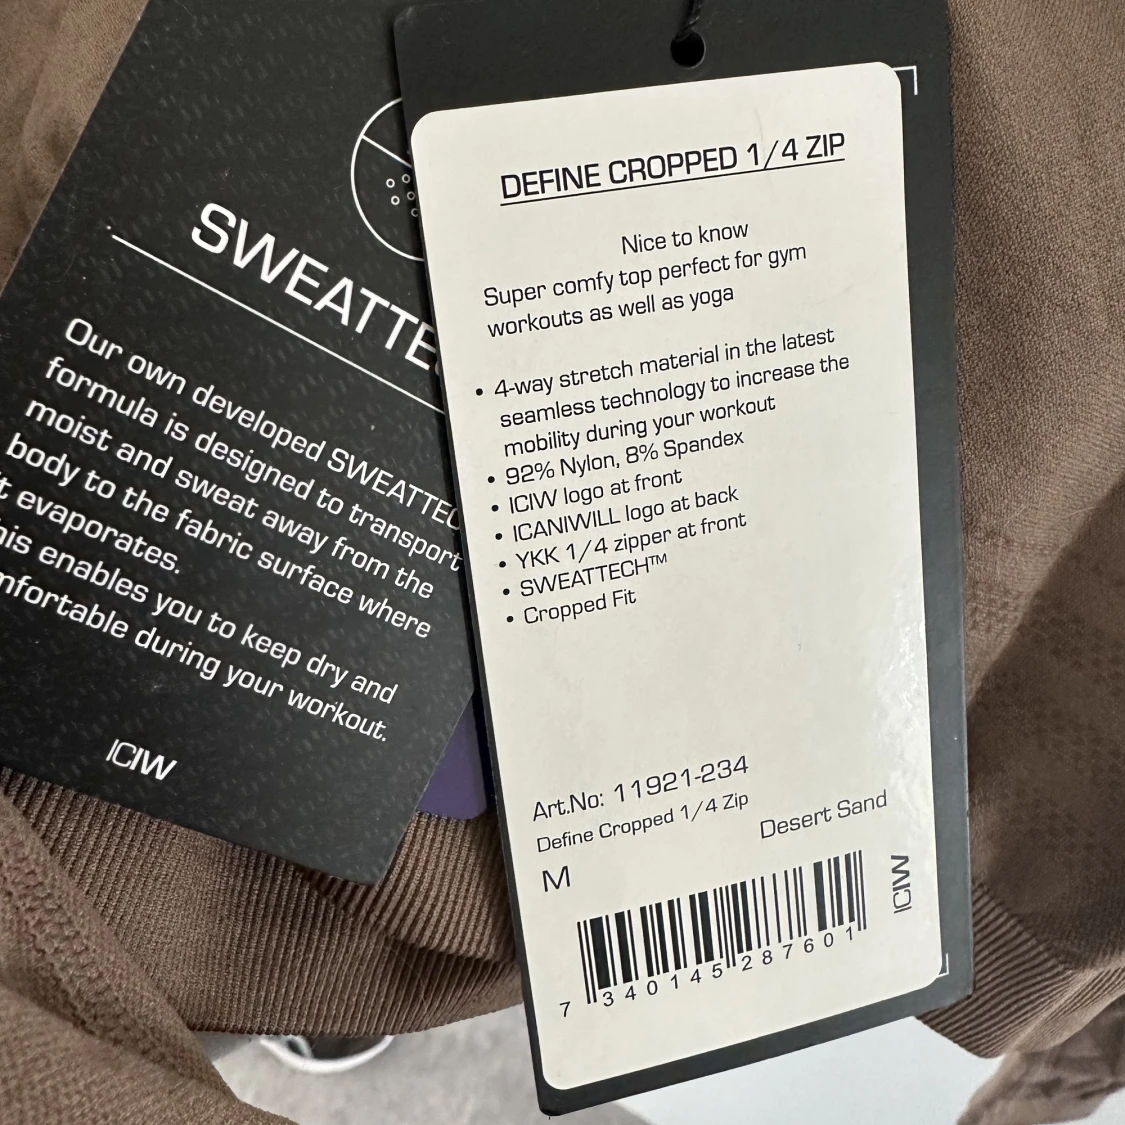 SWEATTE
Our own developed SWEATTEC
formula is designed to transport
moist and sweat away from the
body to the fabric surface where
t evaporates.
his enables you to keep dry and
mfortable during your workout.
ICIW
DEFINE CROPPED 1/4 ZIP
Nice to know
Super comfy top perfect for gym
workouts as well as yoga
• 4-way stretch material in the latest
seamless technology to increase the
mobility during your workout
• 92% Nylon, 8% Spandex
• ICIW logo at front
• ICANIWILL logo at back
• YKK 1/4 zipper at front
• SWEATTECH™
• Cropped Fit
Art.No: 11921-234
Define Cropped 1/4 Zip
Desert Sand
M
ICIW
7 340145 287601